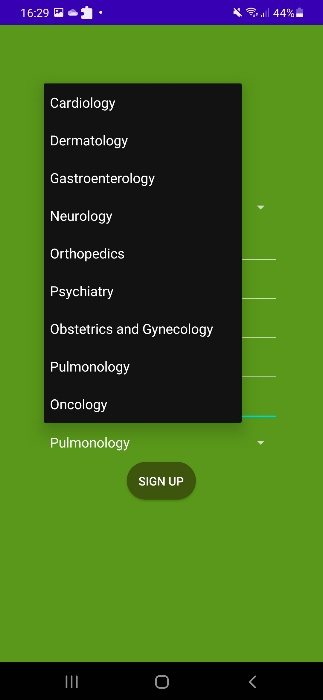 16:29
44%
Cardiology
Dermatology
Gastroenterology
Neurology
Orthopedics
Psychiatry
Obstetrics and Gynecology
Pulmonology
Oncology
Pulmonology
SIGN UP